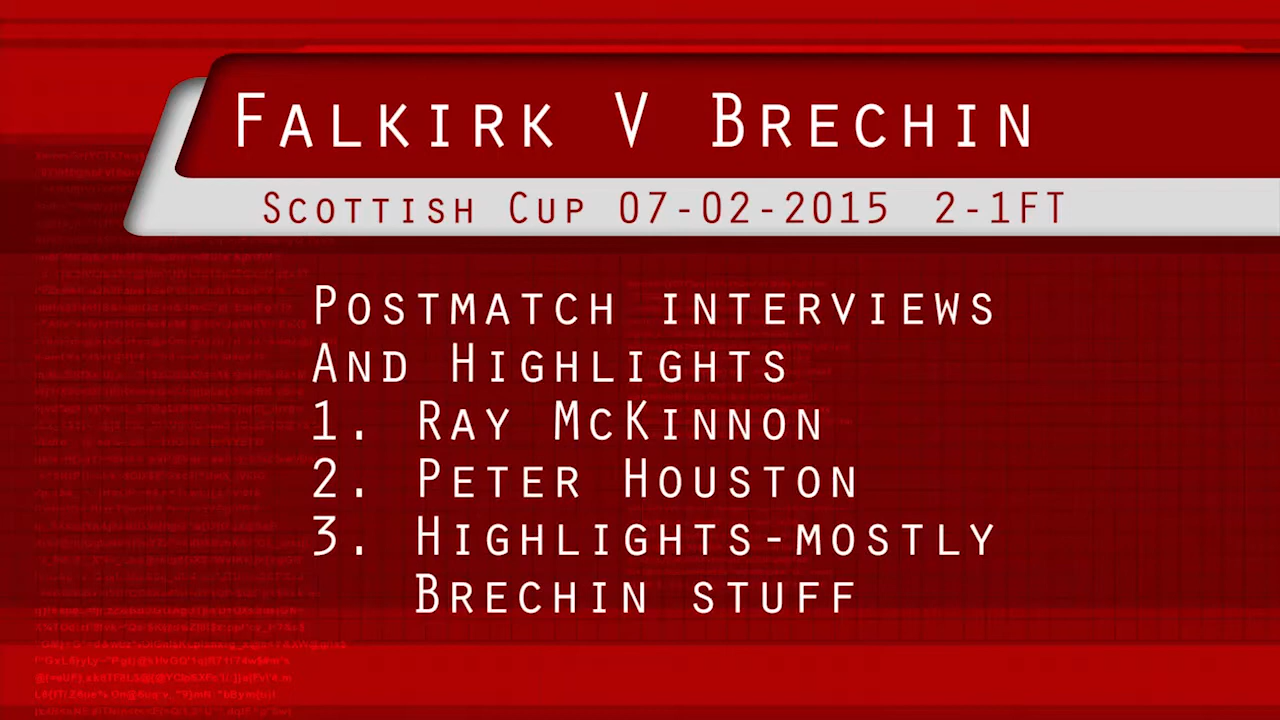 Falkirk V Brechin
Scottish Cup 07-02-2015 2-1FT
Postmatch interviews
And Highlights
1. Ray McKinnon
2. Peter Houston
3. Highlights-mostly
Brechin stuff